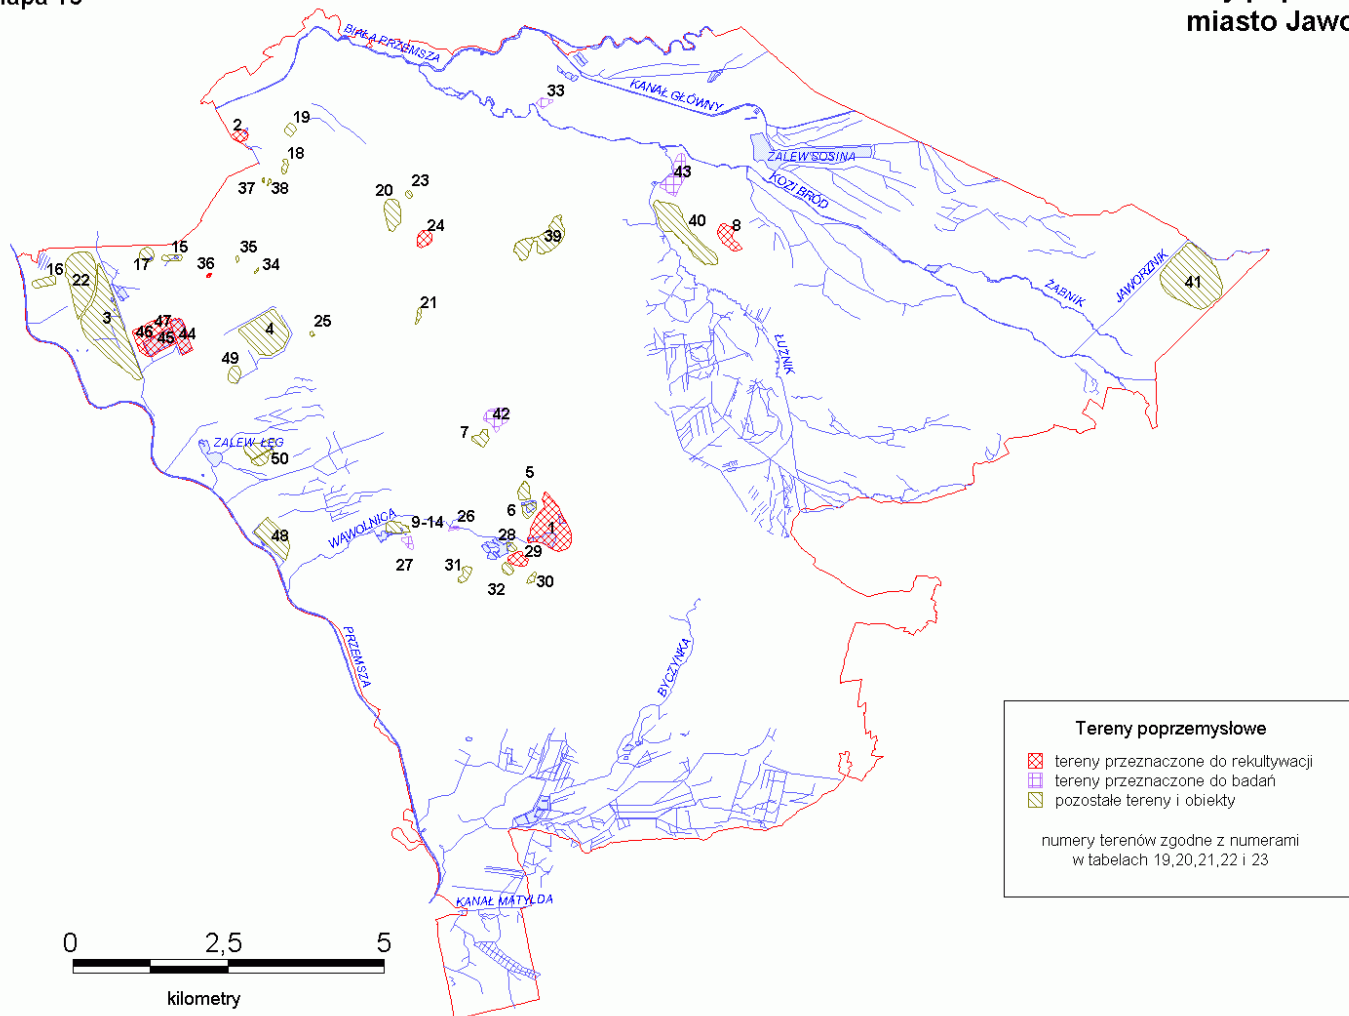 miasto Jawo
BIAŁA PRZEMSZA
KANAŁ GŁÓWNY
33
2
19
18
ZALEW SOSINA
43
37
38
KOZI BRÓD
20
23
40
8
24
39
15
35
36
34
16
17
22
JAWORZNIK
41
ŻABNIK
21
3
47
46
45
44
4
25
ŁUŻNIK
49
42
7
ZALEW ŁĘG
50
5
6
WĄWOLNICA
9-14
26
1
48
28
29
27
31
32
30
PRZEMSZA
BYCZYNKA
KANAŁ MATYLDA
Tereny poprzemysłowe
tereny przeznaczone do rekultywacji
tereny przeznaczone do badań
pozostałe tereny i obiekty
numery terenów zgodne z numerami
w tabelach 19,20,21,22 i 23
0 2,5 5
kilometry